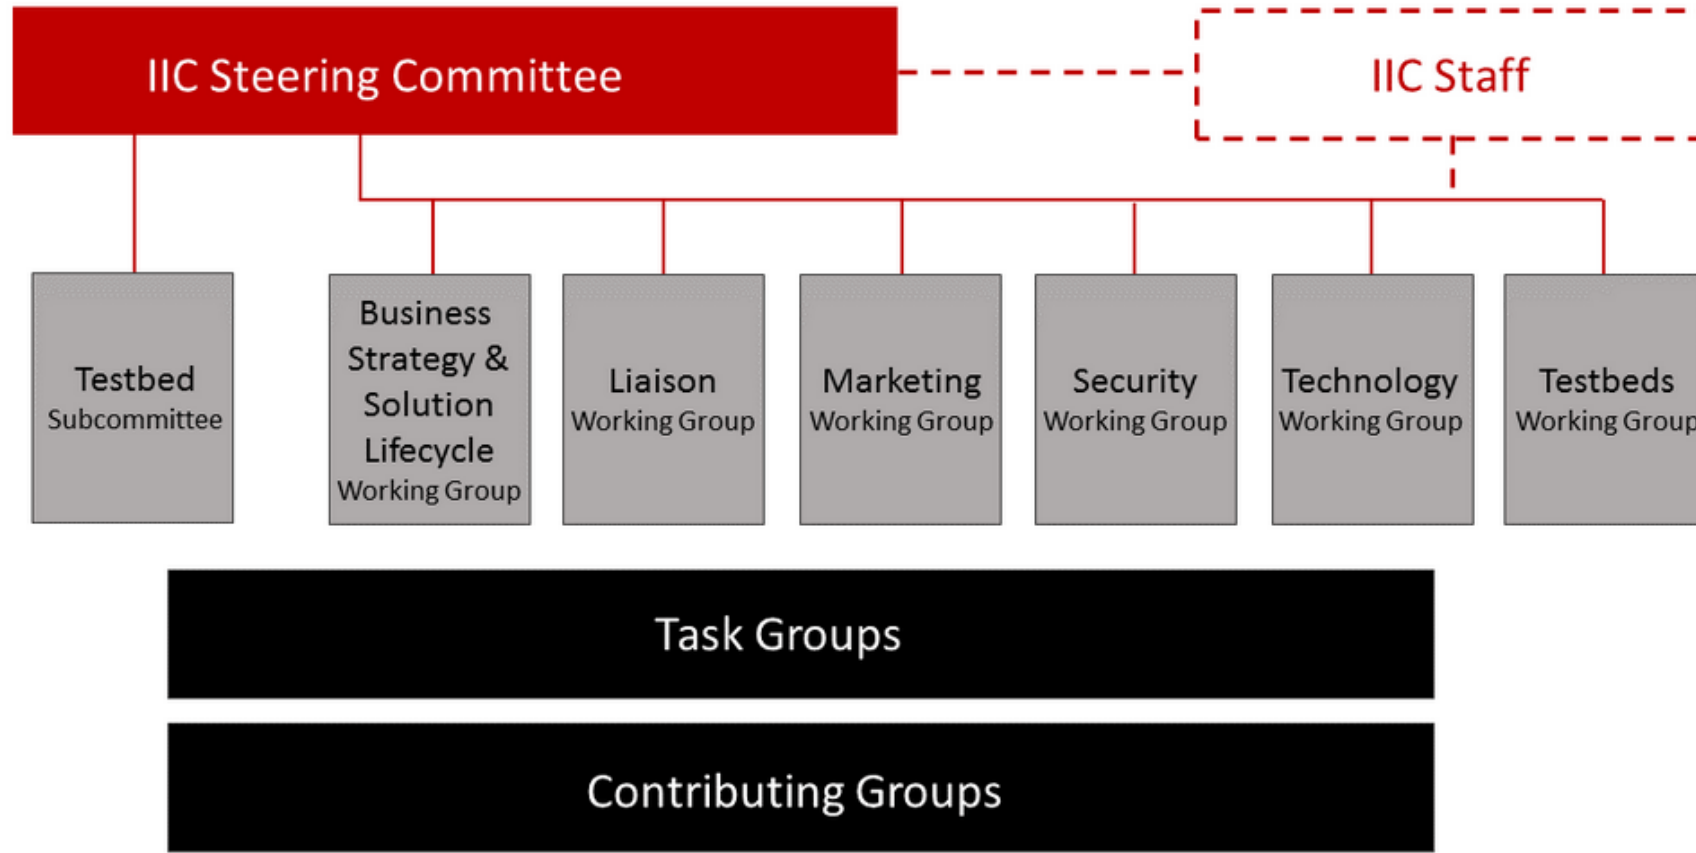 IIC Steering Committee
IIC Staff
Testbed
Subcommittee
Business
Strategy &
Solution
Lifecycle
Working Group
Liaison
Working Group
Marketing
Working Group
Security
Working Group
Technology
Working Group
Testbeds
Working Group
Task Groups
Contributing Groups